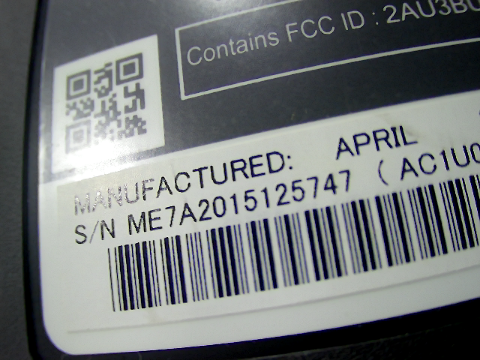 Contains FCC ID : 2AU3B
MANUFACTURED: APRIL
S/N ME7A2015125747 ( AC1U0